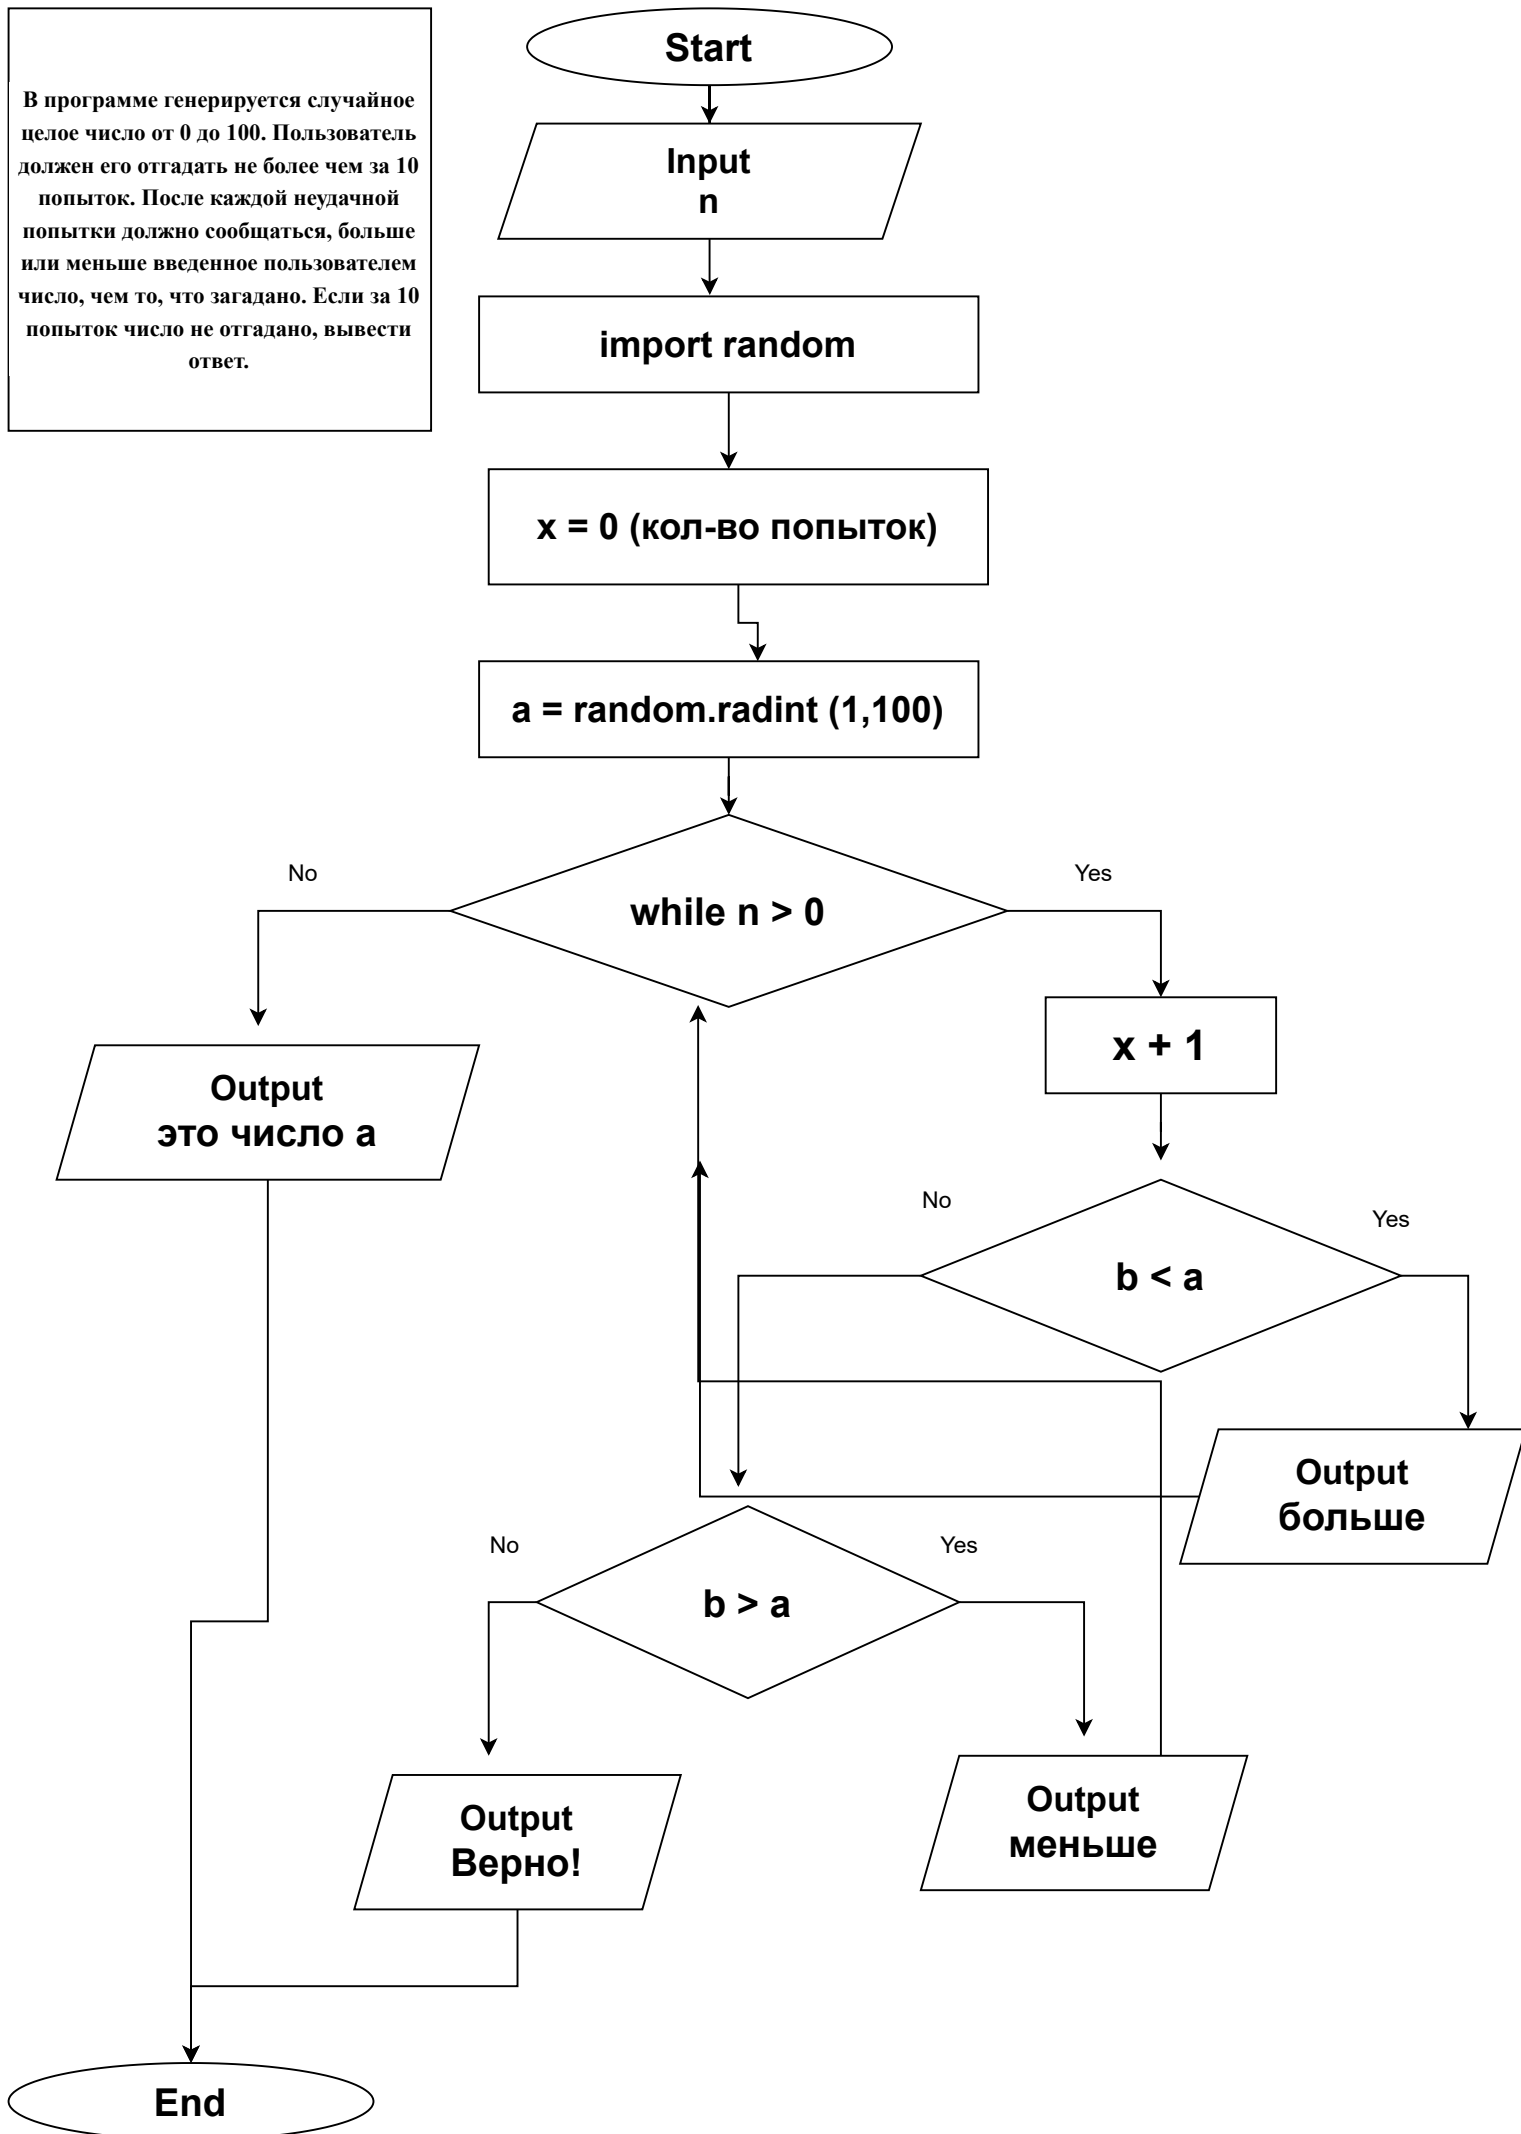 В программе генерируется случайное
целое число от 0 до 100. Пользователь
должен его отгадать не более чем за 10
попыток. После каждой неудачной
попытки должно сообщаться, больше
или меньше введенное пользователем
число, чем то, что загадано. Если за 10
попыток число не отгадано, вывести
ответ.
Start
Input
n
import random
x = 0 (кол-во попыток)
a = random.radint (1,100)
while n > 0
No
Yes
Output
это число a
x + 1
b < a
No
Yes
Output
больше
b > a
No
Yes
Output
Верно!
Output
меньше
End